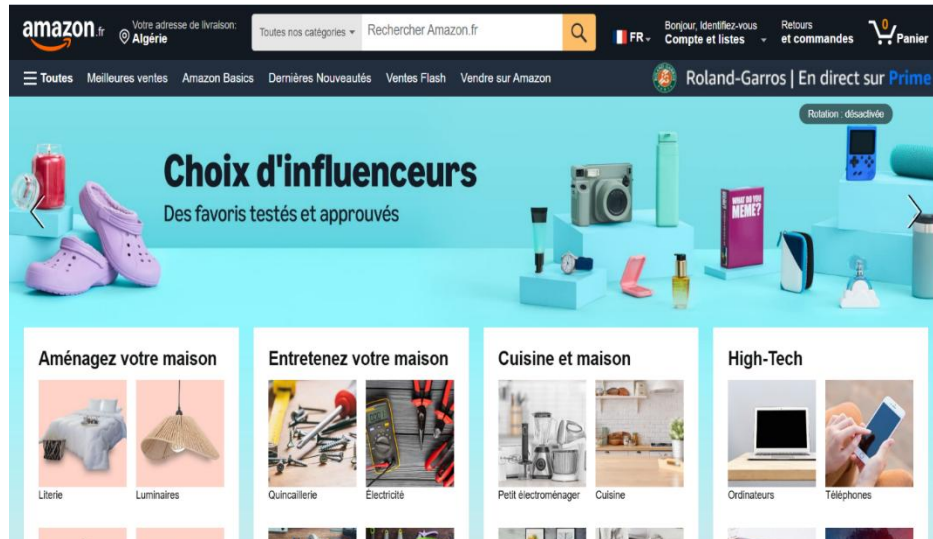 amazon.fr
Votre adresse de livraison:
Algérie
Toutes nos catégories
Rechercher Amazon.fr
FR
Bonjour, Identifiez-vous
Compte et listes
Retours
et commandes
0
Panier
Toutes
Meilleures ventes
Amazon Basics
Dernières Nouveautés
Ventes Flash
Vendre sur Amazon
Roland-Garros | En direct sur Prime
Rotation : désactivée
Choix d'influenceurs
Des favoris testés et approuvés
WHAT DO YOU
MEME?
Aménagez votre maison
Entretenez votre maison
Cuisine et maison
High-Tech
Literie
Luminaires
Quincaillerie
Électricité
Petit électroménager
Cuisine
Ordinateurs
Téléphones